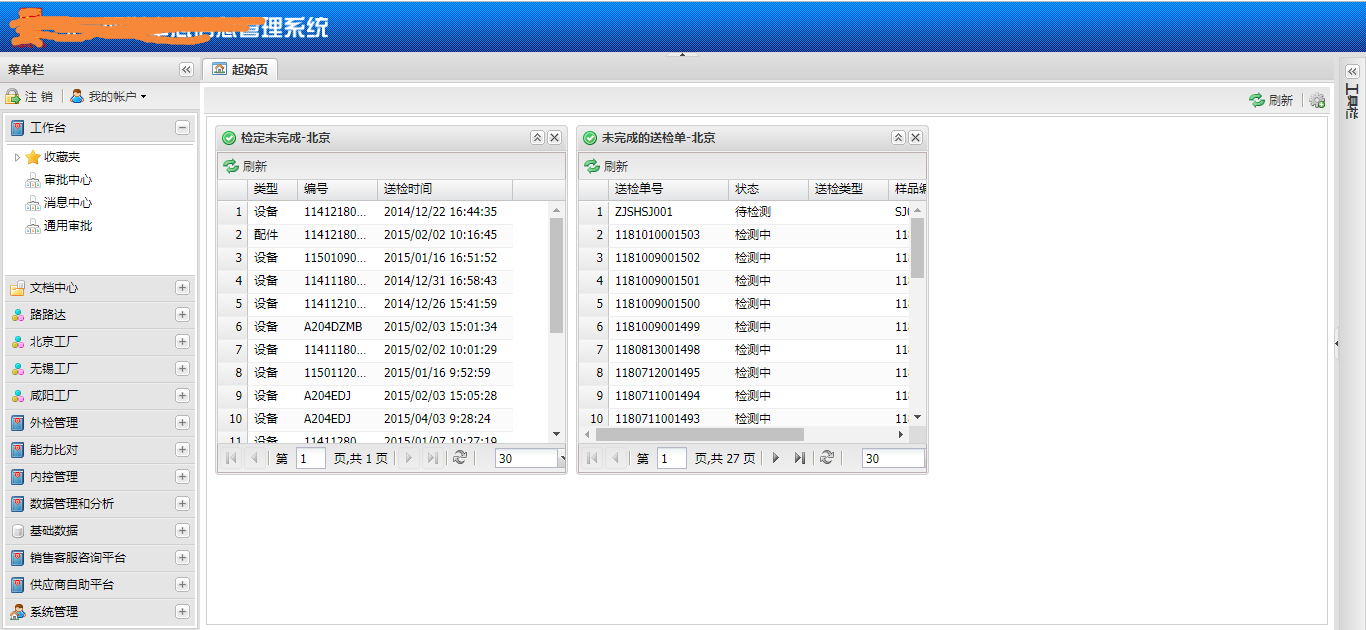 管理系统
菜单栏
起始页
注 销
我的帐户
刷新
工具栏
工作台
收藏夹
审批中心
消息中心
通用审批
文档中心
路路达
北京工厂
无锡工厂
咸阳工厂
外检管理
能力比对
内控管理
数据管理和分析
基础数据
销售客服咨询平台
供应商自助平台
系统管理
检定未完成-北京
刷新
类型 编号 送检时间
1 设备 11412180... 2014/12/22 16:44:35
2 配件 11412180... 2015/02/02 10:16:45
3 设备 11501090... 2015/01/16 16:51:52
4 设备 11411180... 2014/12/31 16:58:43
5 设备 11411210... 2014/12/26 15:41:59
6 设备 A204DZMB 2015/02/03 15:01:34
7 设备 11411180... 2015/02/02 10:01:29
8 设备 11501120... 2015/01/16 9:52:59
9 设备 A204EDJ 2015/02/03 15:05:28
10 设备 A204EDJ 2015/04/03 9:28:24
11 设备 11411280... 2015/01/07 10:27:19
第 1 页,共 1 页 30
未完成的送检单-北京
刷新
送检单号 状态 送检类型 样品编
1 ZJSHSJ001 待检测 SJ
2 1181010001503 检测中 11
3 1181009001502 检测中 11
4 1181009001501 检测中 11
5 1181009001500 检测中 11
6 1181009001499 检测中 11
7 1180813001498 检测中 11
8 1180712001495 检测中 11
9 1180711001494 检测中 11
10 1180711001493 检测中 11
第 1 页,共 27 页 30